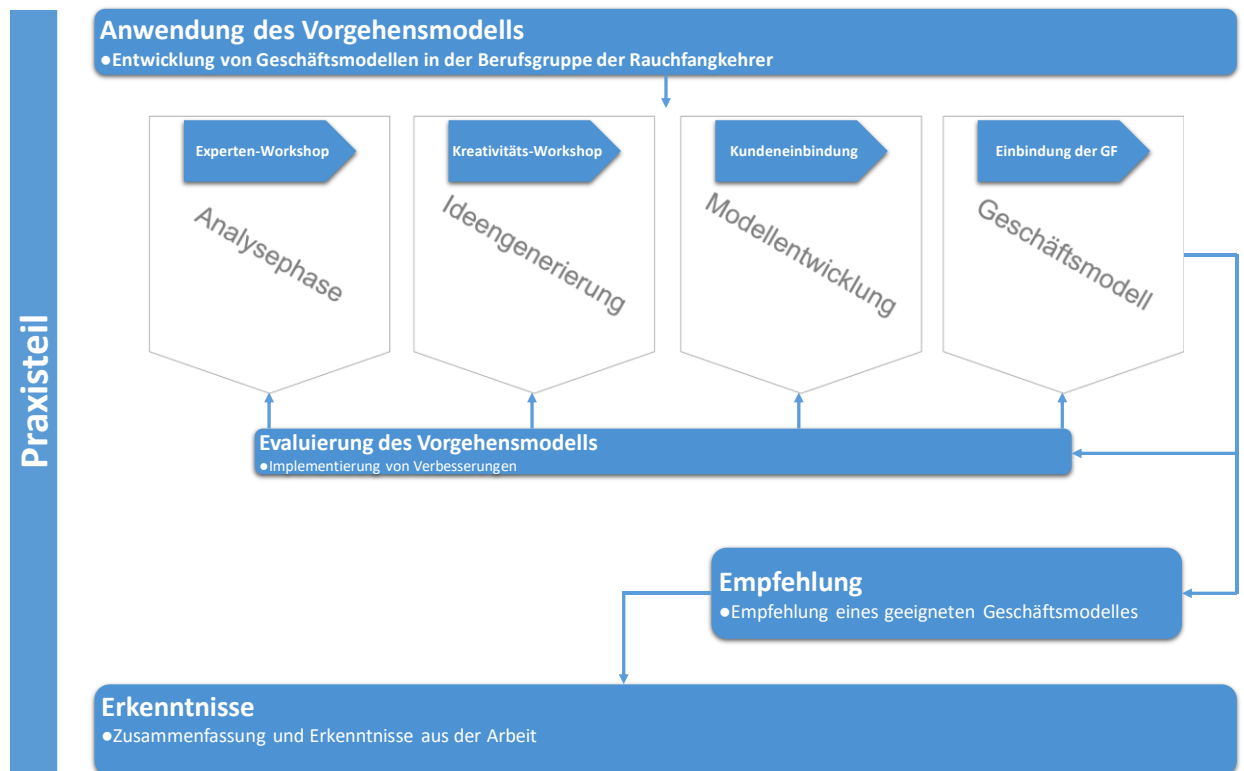 Praxisteil
Anwendung des Vorgehensmodells
●Entwicklung von Geschäftsmodellen in der Berufsgruppe der Rauchfangkehrer
Experten-Workshop
Analysephase
Kreativitäts-Workshop
Ideengenerierung
Kundeneinbindung
Modellentwicklung
Einbindung der GF
Geschäftsmodell
Evaluierung des Vorgehensmodells
●Implementierung von Verbesserungen
Empfehlung
●Empfehlung eines geeigneten Geschäftsmodelles
Erkenntnisse
●Zusammenfassung und Erkenntnisse aus der Arbeit